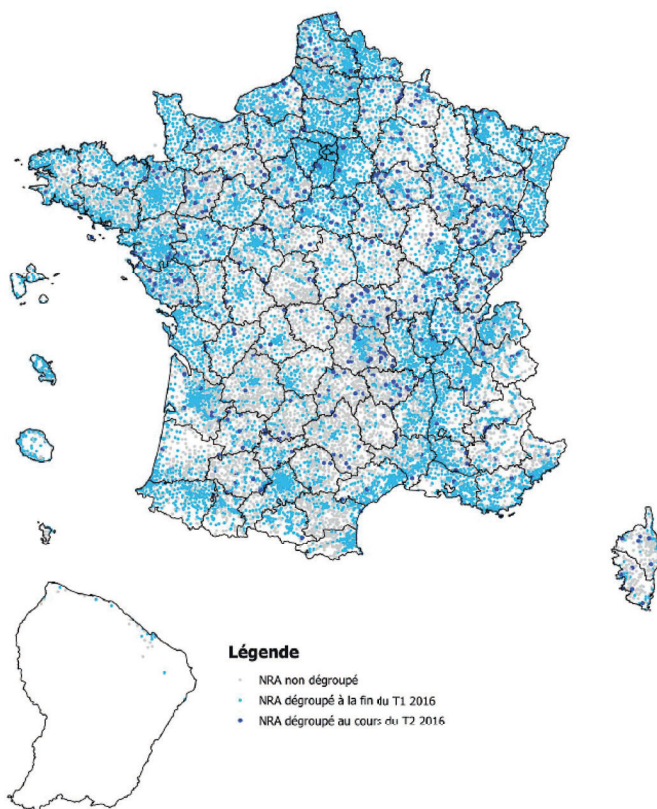 Légende
NRA non dégroupé
NRA dégroupé à la fin du T1 2016
NRA dégroupé au cours du T2 2016